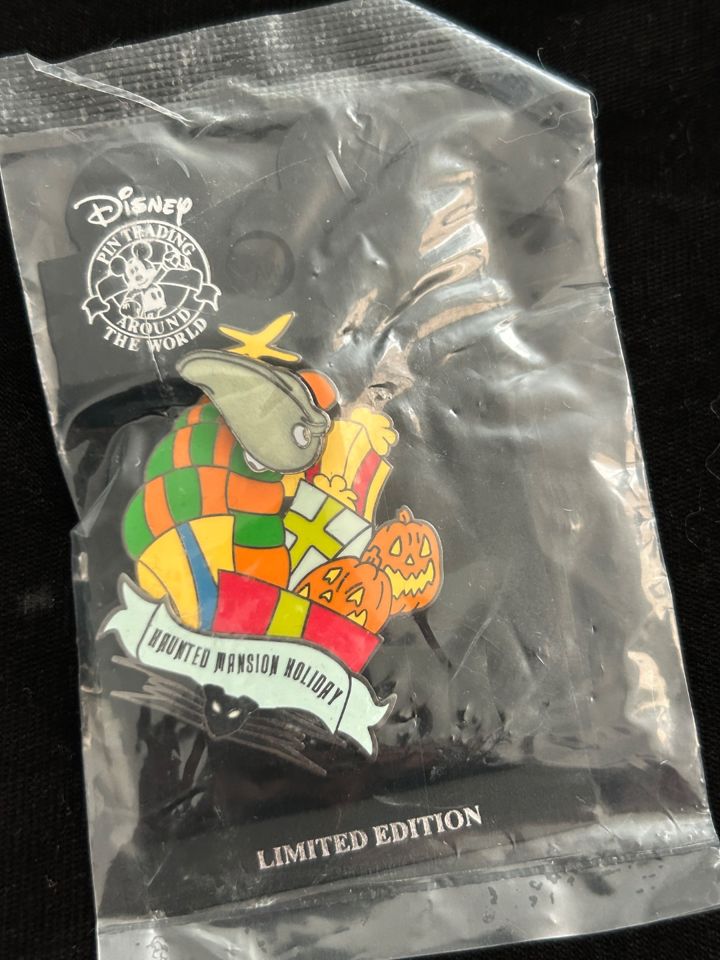 Disney
PIN TRADING
AROUND
THE WORLD
HAUNTED MANSION HOLIDAY
LIMITED EDITION